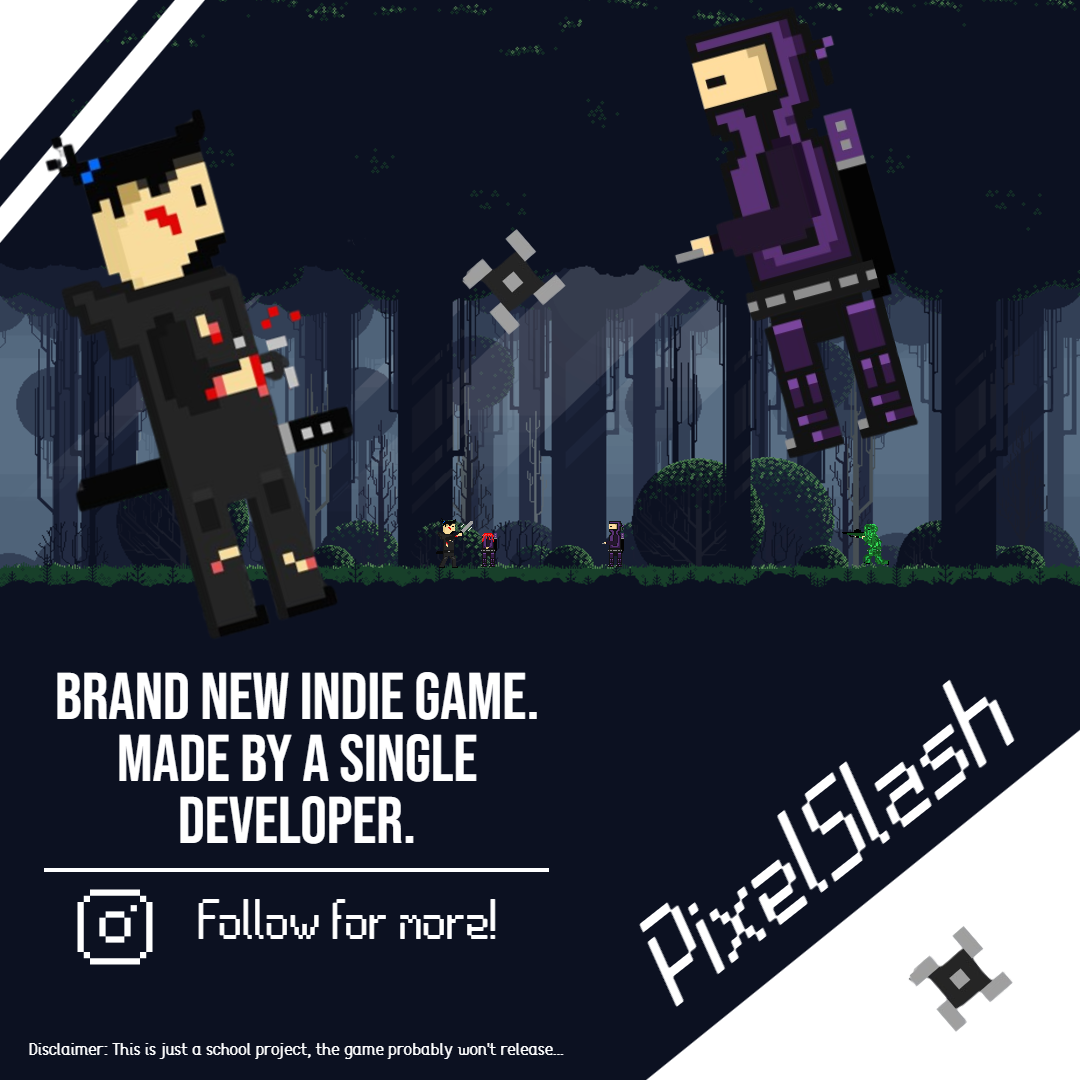 BRAND NEW INDIE GAME.
MADE BY A SINGLE
DEVELOPER.
Follow for more!
PixelSlash
Disclaimer: This is just a school project, the game probably won't release...